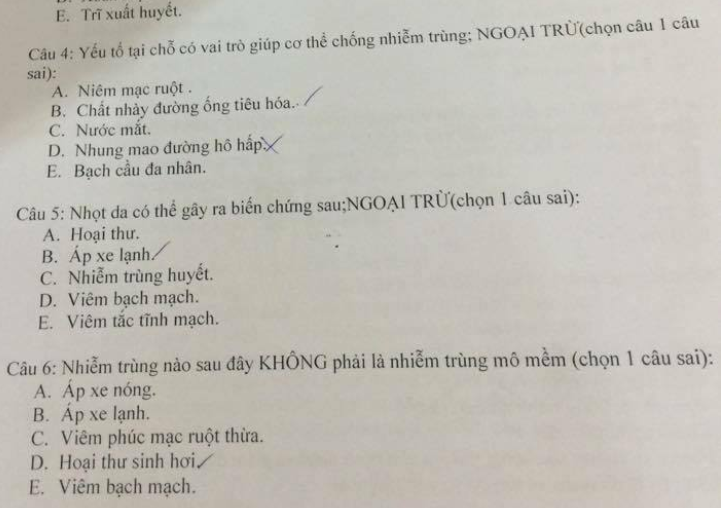 E. Trĩ xuất huyết.
Câu 4: Yếu tố tại chỗ có vai trò giúp cơ thể chống nhiễm trùng; NGOẠI TRỪ(chọn câu 1 câu
sai):
A. Niêm mạc ruột .
B. Chất nhày đường ống tiêu hóa.
C. Nước mắt.
D. Nhung mao đường hô hấp.
E. Bạch cầu đa nhân.
Câu 5: Nhọt da có thể gây ra biến chứng sau;NGOẠI TRỪ(chọn 1 câu sai):
A. Hoại thư.
B. Áp xe lạnh.
C. Nhiễm trùng huyết.
D. Viêm bạch mạch.
E. Viêm tắc tĩnh mạch.
Câu 6: Nhiễm trùng nào sau đây KHÔNG phải là nhiễm trùng mô mềm (chọn 1 câu sai):
A. Áp xe nóng.
B. Áp xe lạnh.
C. Viêm phúc mạc ruột thừa.
D. Hoại thư sinh hơi.
E. Viêm bạch mạch.